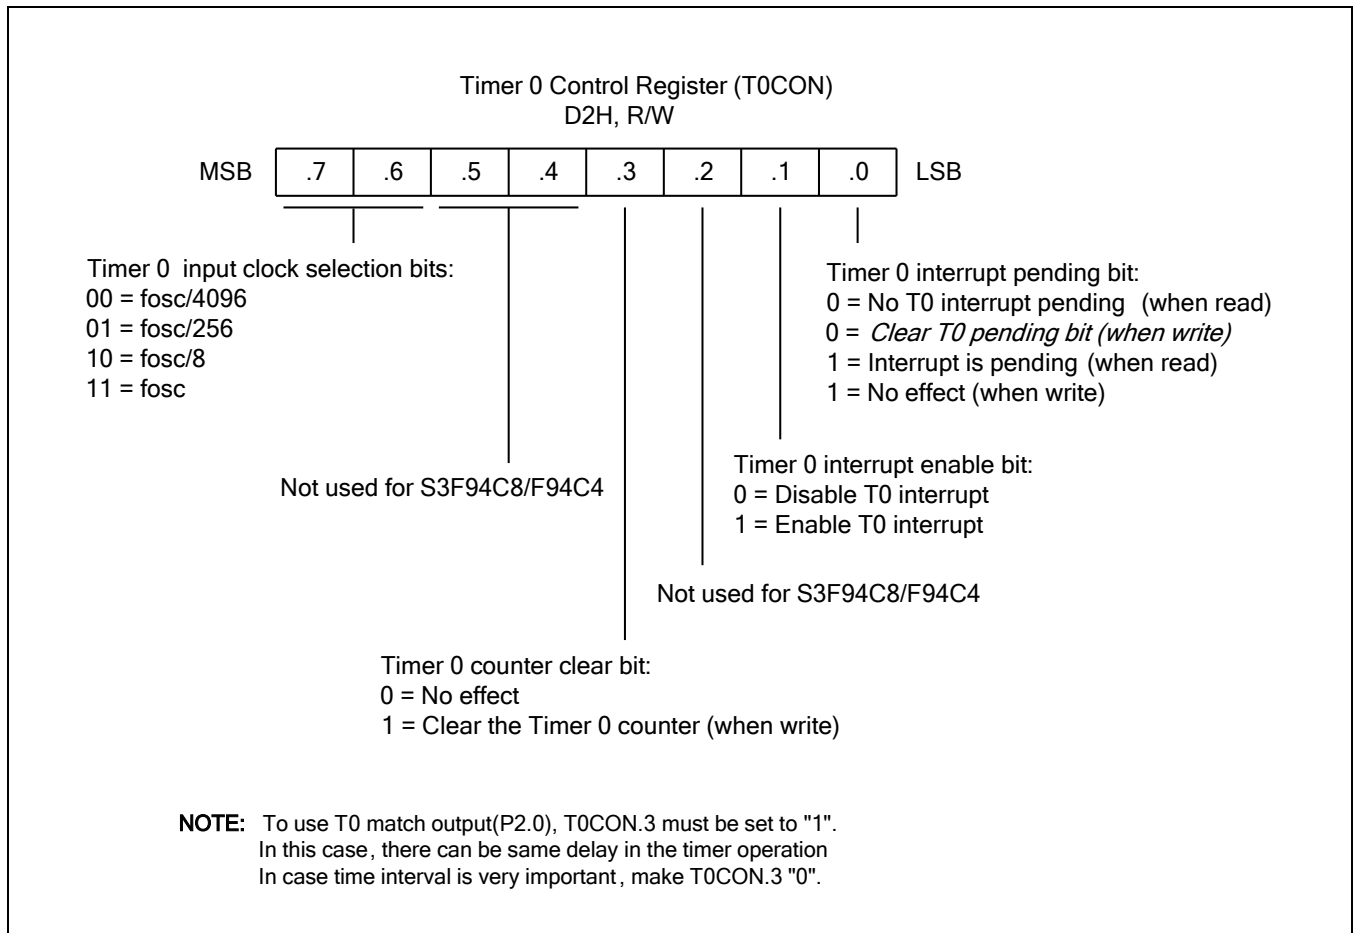 Timer 0 Control Register (T0CON)
D2H, R/W
MSB .7 .6 .5 .4 .3 .2 .1 .0 LSB
Timer 0 input clock selection bits:
00 = fosc/4096
01 = fosc/256
10 = fosc/8
11 = fosc
Timer 0 interrupt pending bit:
0 = No T0 interrupt pending (when read)
0 = Clear T0 pending bit (when write)
1 = Interrupt is pending (when read)
1 = No effect (when write)
Not used for S3F94C8/F94C4
Timer 0 interrupt enable bit:
0 = Disable T0 interrupt
1 = Enable T0 interrupt
Not used for S3F94C8/F94C4
Timer 0 counter clear bit:
0 = No effect
1 = Clear the Timer 0 counter (when write)
NOTE: To use T0 match output(P2.0), T0CON.3 must be set to "1".
In this case, there can be same delay in the timer operation
In case time interval is very important, make T0CON.3 "0".